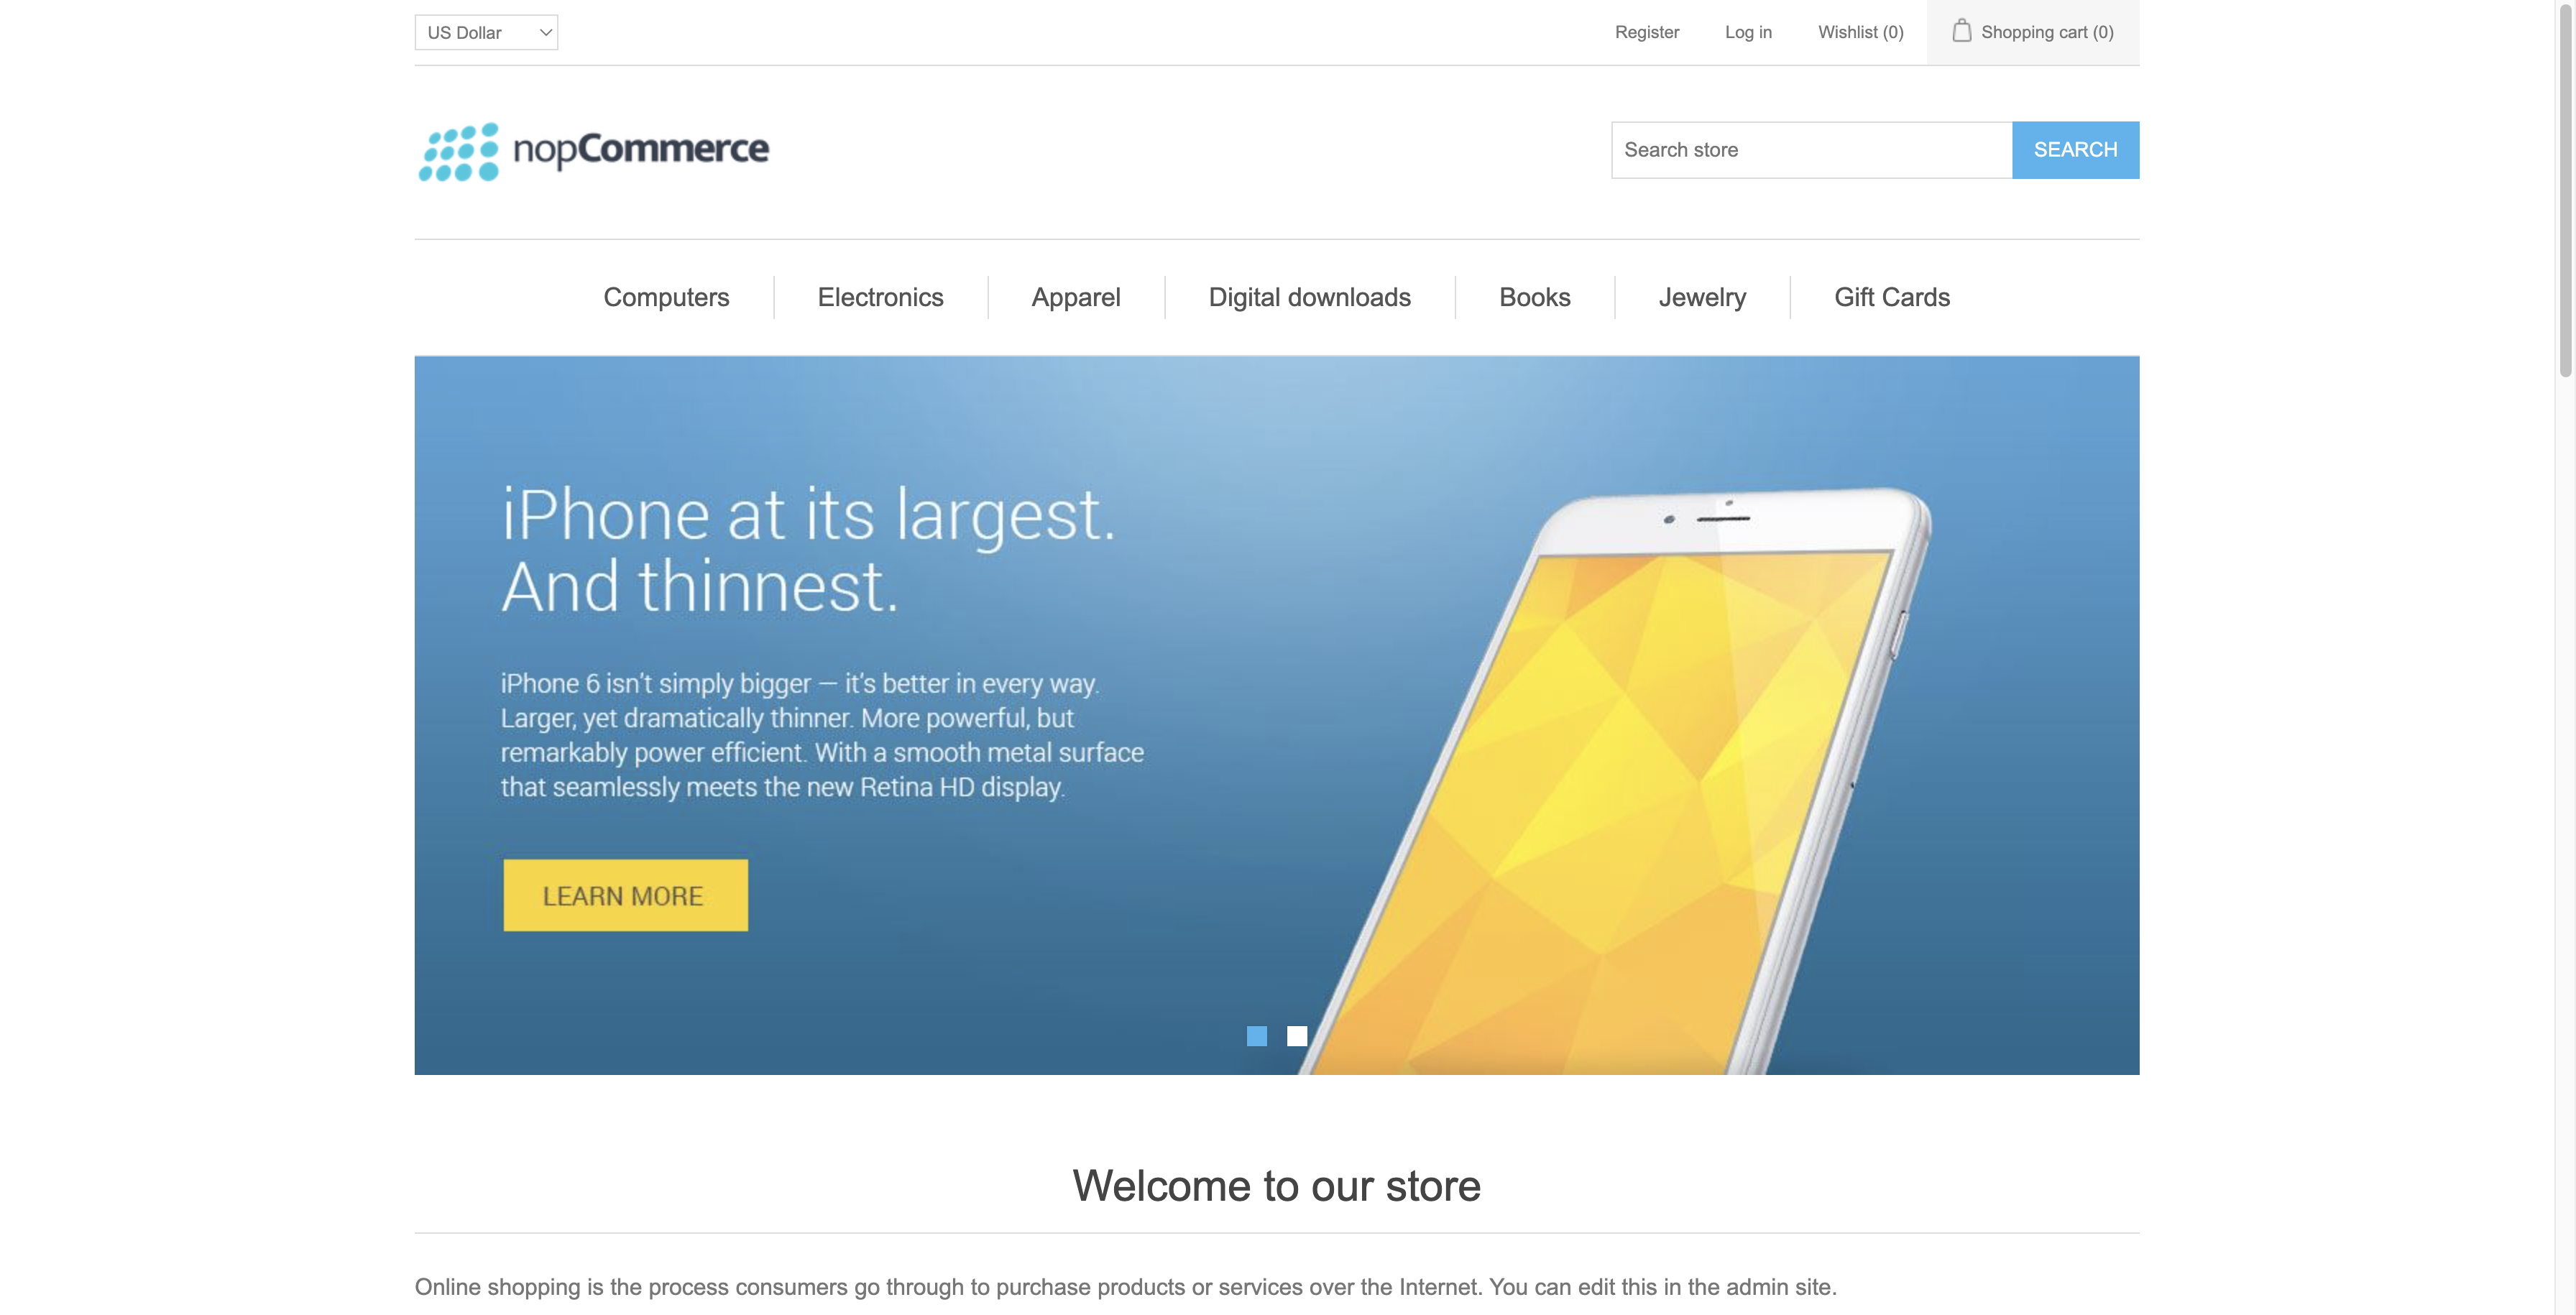 US Dollar
Register
Log in
Wishlist (0)
Shopping cart (0)
nopCommerce
Search store
SEARCH
Computers
Electronics
Apparel
Digital downloads
Books
Jewelry
Gift Cards
iPhone at its largest.
And thinnest.
iPhone 6 isn't simply bigger — it's better in every way.
Larger, yet dramatically thinner. More powerful, but
remarkably power efficient. With a smooth metal surface
that seamlessly meets the new Retina HD display.
LEARN MORE
Welcome to our store
Online shopping is the process consumers go through to purchase products or services over the Internet. You can edit this in the admin site.